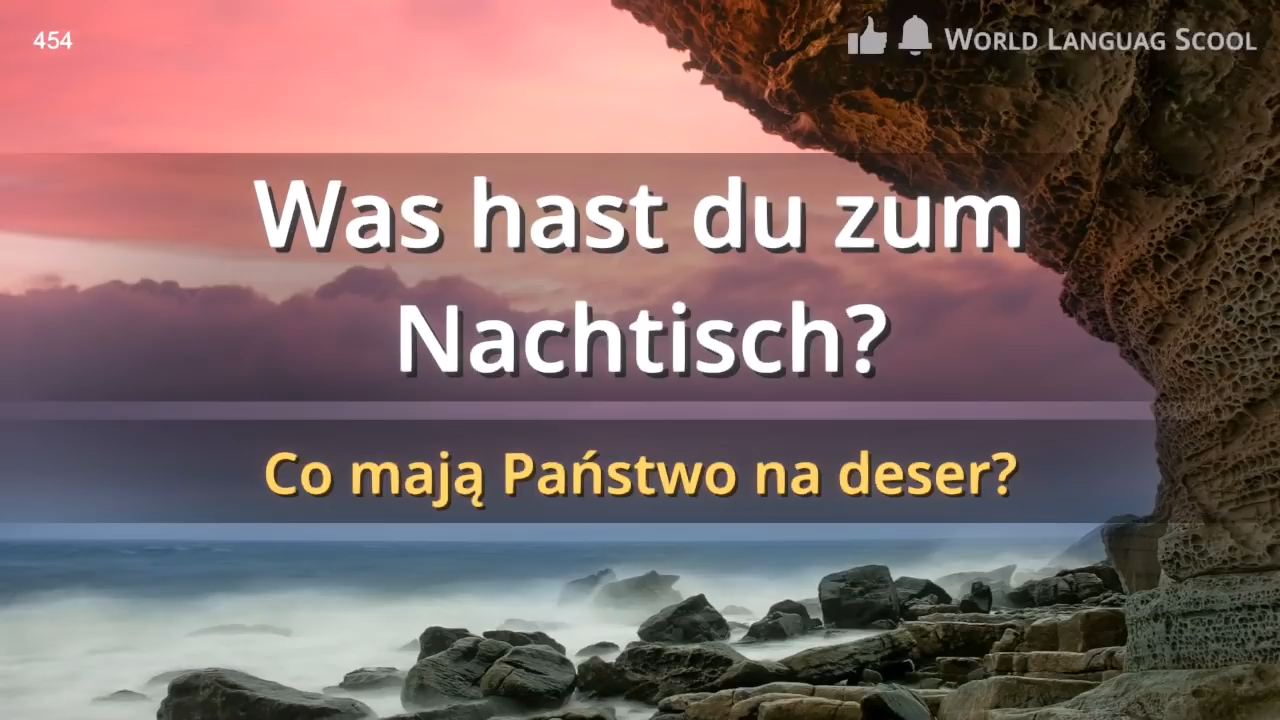 454
World Languag Scool
Was hast du zum
Nachtisch?
Co mają Państwo na deser?